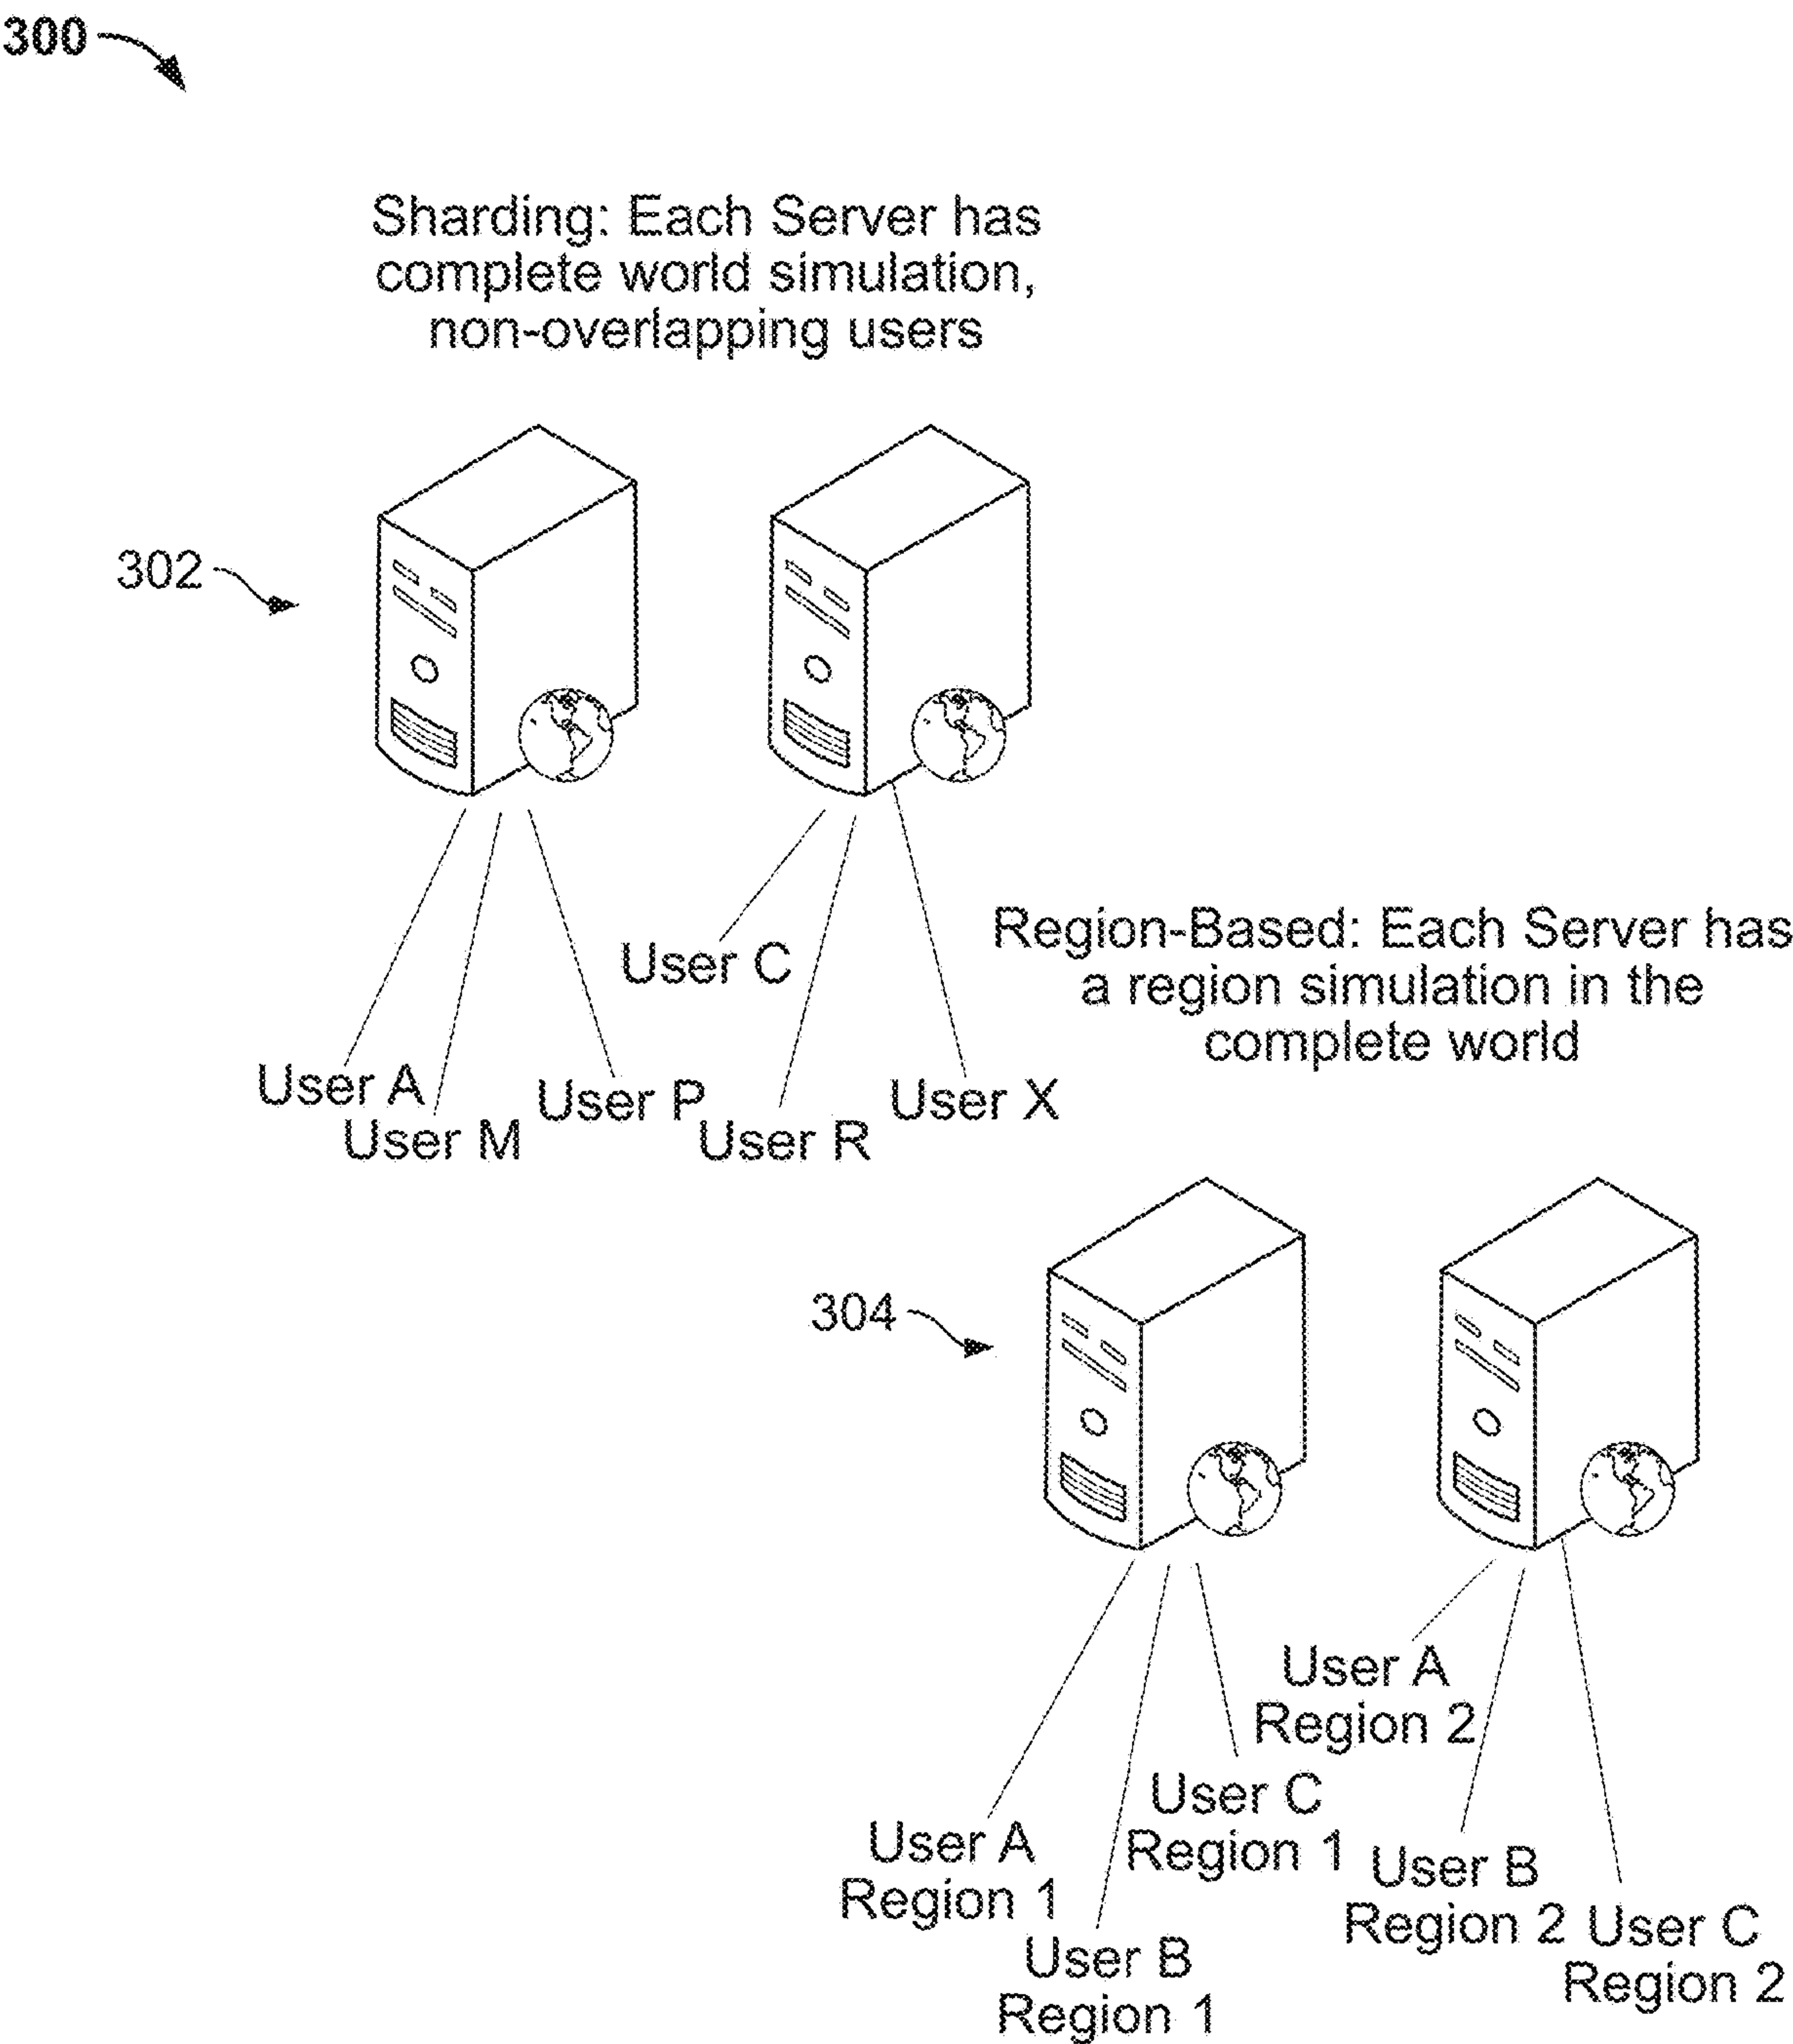 300
Sharding: Each Server has
complete world simulation,
non-overlapping users
302
User C
User A
User M
User P
User R
User X
Region-Based: Each Server has
a region simulation in the
complete world
304
User A
Region 2
User C
Region 1
User A
Region 1
User B
Region 2
User B
Region 1
User C
Region 2